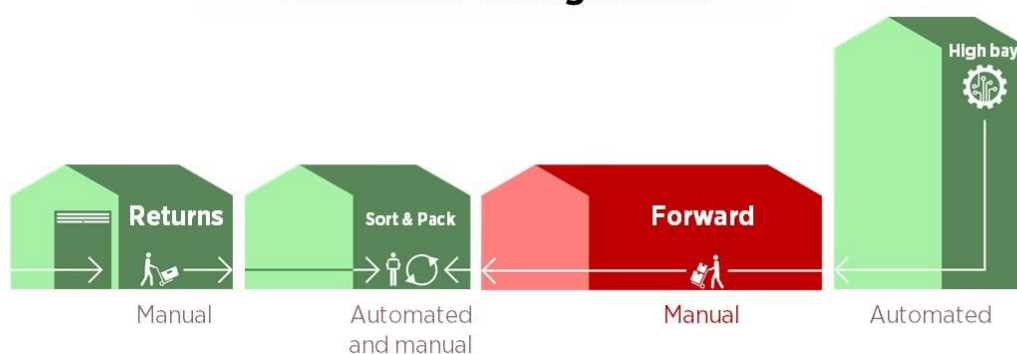 High bay
Returns
Sort & Pack
Forward
Manual
Automated
and manual
Manual
Automated